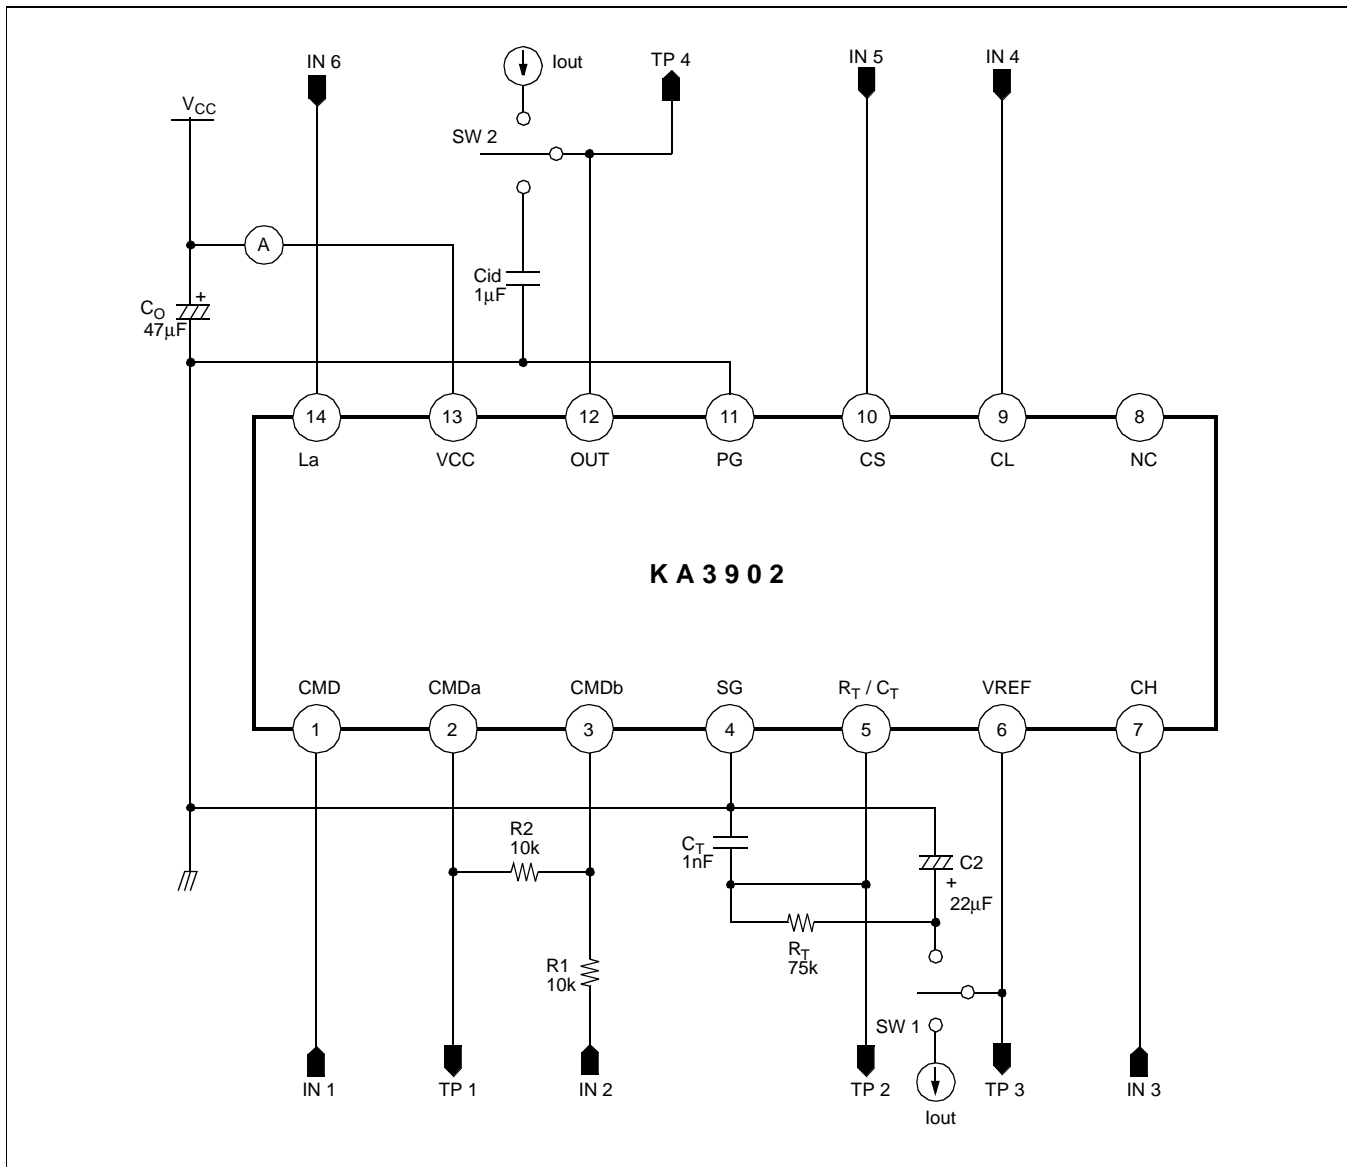 IN 6
Iout
TP 4
IN 5
IN 4
VCC
SW 2
A
Cid
1μF
+
CO
47μF
14
13
12
11
10
9
8
La
VCC
OUT
PG
CS
CL
NC
KA3902
CMD
CMDa
CMDb
SG
RT / CT
VREF
CH
1
2
3
4
5
6
7
R2
10k
CT
1nF
C2
+
22μF
RT
75k
R1
10k
SW 1
IN 1
TP 1
IN 2
TP 2
TP 3
IN 3
Iout